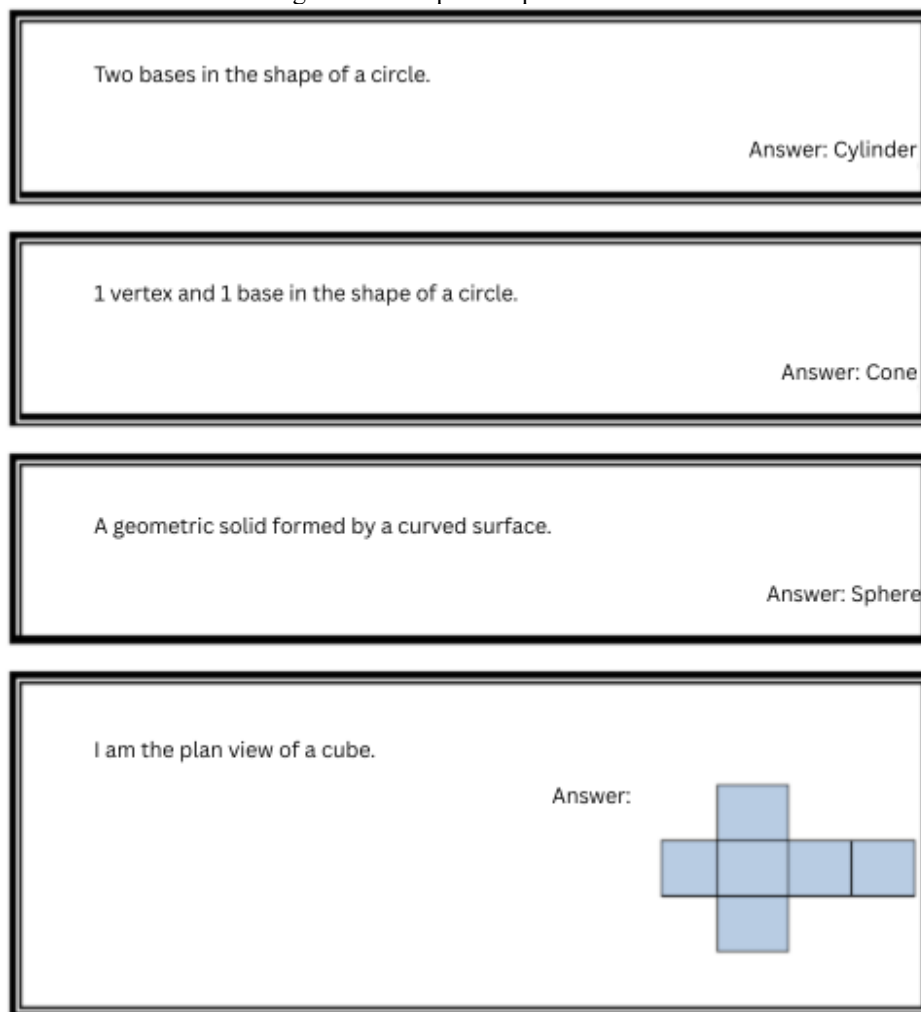 Two bases in the shape of a circle.
Answer: Cylinder
1 vertex and 1 base in the shape of a circle.
Answer: Cone
A geometric solid formed by a curved surface.
Answer: Sphere
I am the plan view of a cube.
Answer: